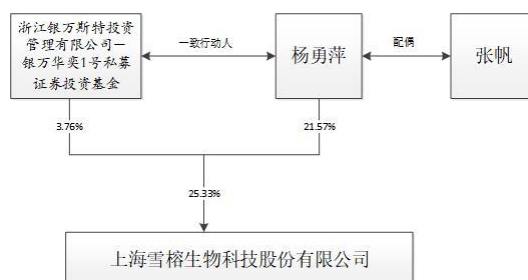 浙江银万斯特投资
管理有限公司—
银万华奕1号私募
证券投资基金
一致行动人
杨勇萍
配偶
张帆
3.76%
21.57%
25.33%
上海雪榕生物科技股份有限公司